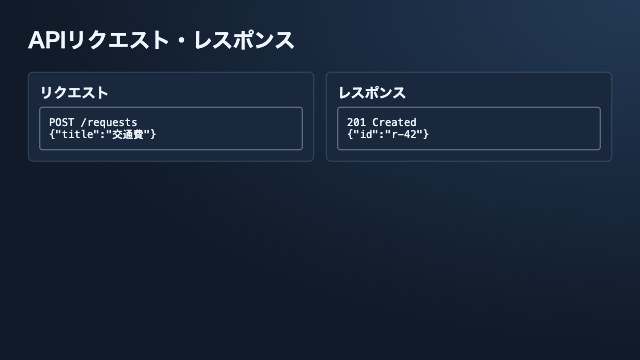 APIリクエスト・レスポンス
リクエスト
POST /requests
{"title":"交通費"}
レスポンス
201 Created
{"id":"r-42"}